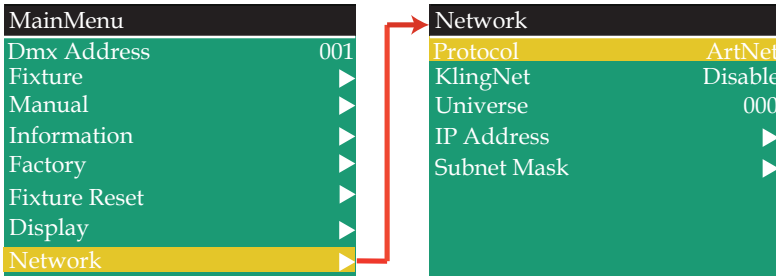 MainMenu
Dmx Address 001
Fixture
Manual
Information
Factory
Fixture Reset
Display
Network
Network
Protocol ArtNet
KlingNet Disable
Universe 000
IP Address
Subnet Mask